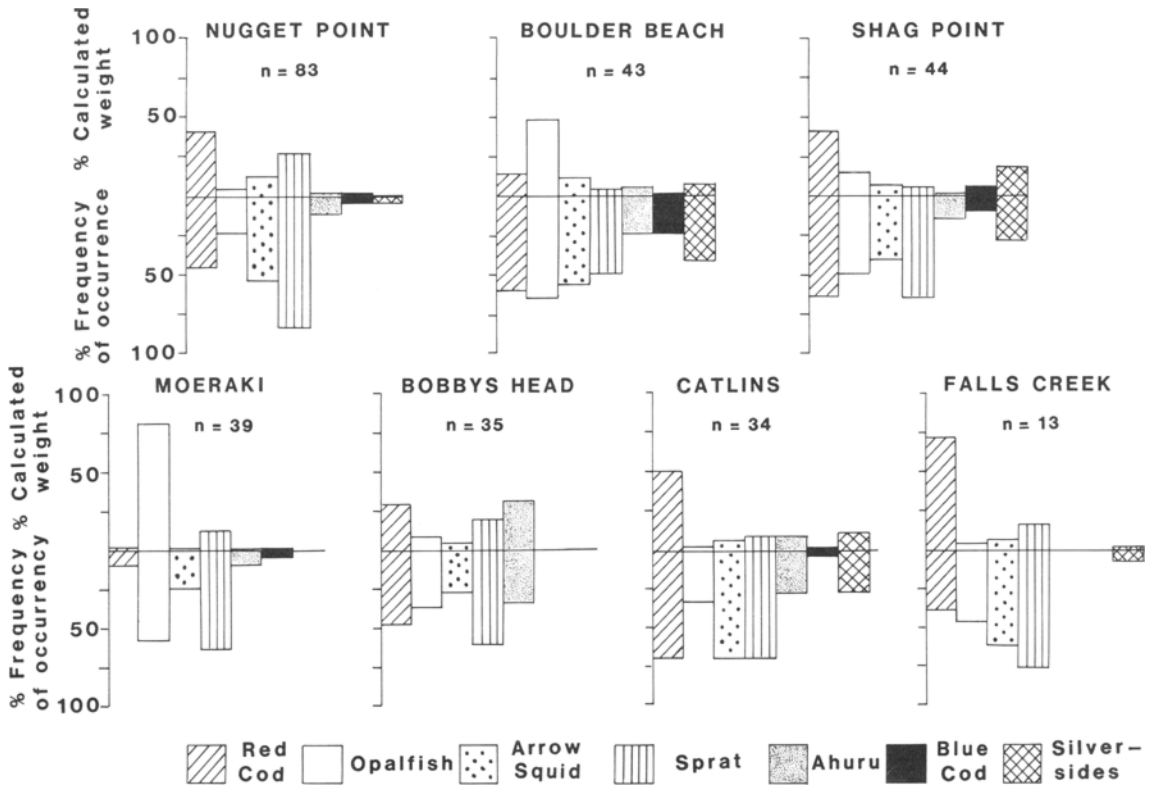 NUGGET POINT
n = 83
BOULDER BEACH
n = 43
SHAG POINT
n = 44
% Calculated
weight
% Frequency
of occurrence
100
50
50
100
MOERAKI
n = 39
BOBBYS HEAD
n = 35
CATLINS
n = 34
FALLS CREEK
n = 13
% Calculated
weight
% Frequency
of occurrence
100
50
50
100
Red
Cod
Opalfish
Arrow
Squid
Sprat
Ahuru
Blue
Cod
Silver–
sides